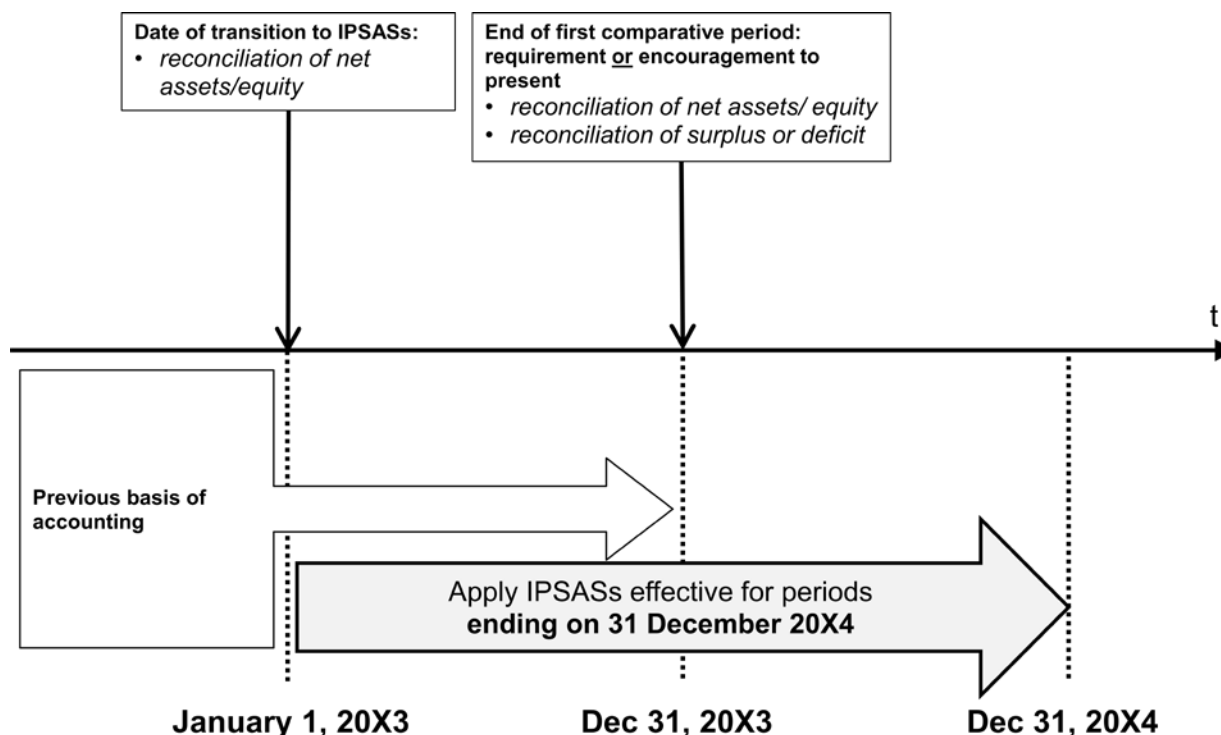 Date of transition to IPSASs:
• reconciliation of net
assets/equity
End of first comparative period:
requirement or encouragement to
present
• reconciliation of net assets/ equity
• reconciliation of surplus or deficit
t
Previous basis of
accounting
Apply IPSASs effective for periods
ending on 31 December 20X4
January 1, 20X3
Dec 31, 20X3
Dec 31, 20X4